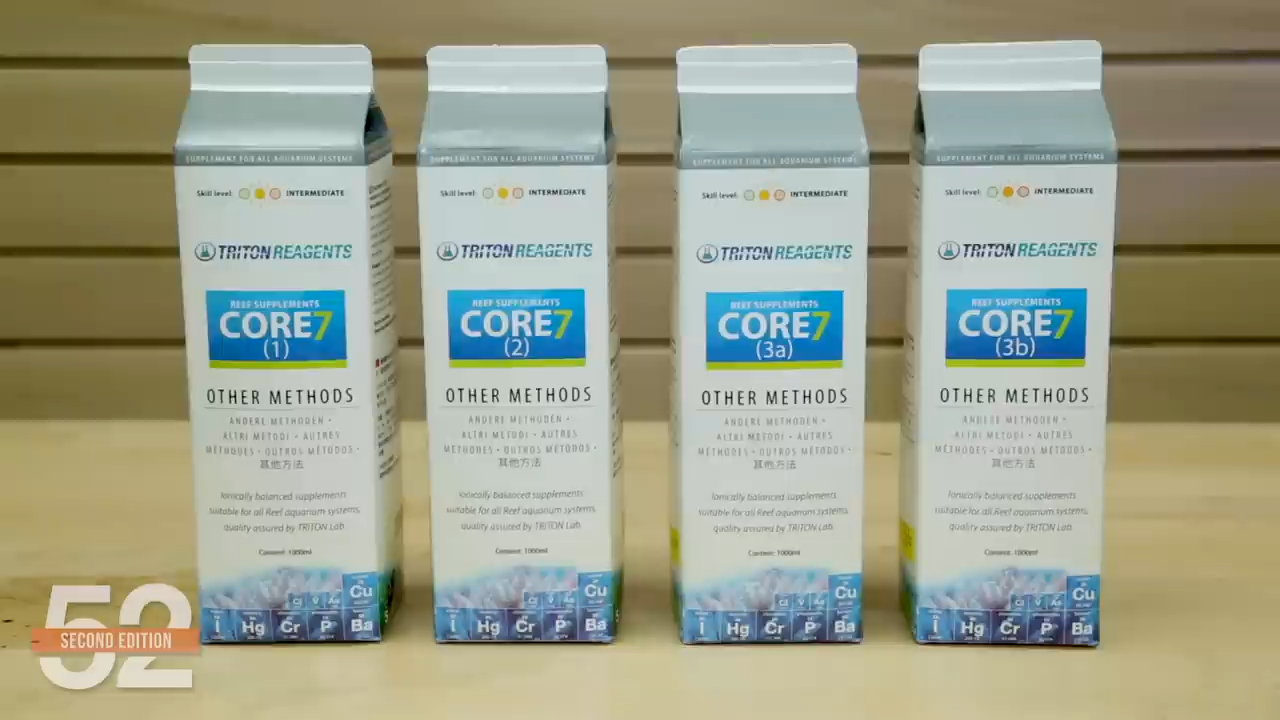 SUPPLEMENT FOR ALL AQUARIUM SYSTEMS
Skill level: INTERMEDIATE
TRITON REAGENTS
REEF SUPPLEMENTS
CORE7
(1)
OTHER METHODS
ANDERE METHODEN •
ALTRI METODI • AUTRES
MÉTHODES • OUTROS MÉTODOS •
其他方法
Ionically balanced supplements
suitable for all Reef aquarium systems,
quality assured by TRITON Lab.
Content: 1000ml
Cu
I Hg Cr P Ba
SUPPLEMENT FOR ALL AQUARIUM SYSTEMS
Skill level: INTERMEDIATE
TRITON REAGENTS
REEF SUPPLEMENTS
CORE7
(2)
OTHER METHODS
ANDERE METHODEN •
ALTRI METODI • AUTRES
MÉTHODES • OUTROS MÉTODOS •
其他方法
Ionically balanced supplements
suitable for all Reef aquarium systems,
quality assured by TRITON Lab.
Content: 1000ml
Cu
I Hg Cr P Ba
SUPPLEMENT FOR ALL AQUARIUM SYSTEMS
Skill level: INTERMEDIATE
TRITON REAGENTS
REEF SUPPLEMENTS
CORE7
(3a)
OTHER METHODS
ANDERE METHODEN •
ALTRI METODI • AUTRES
MÉTHODES • OUTROS MÉTODOS •
其他方法
Ionically balanced supplements
suitable for all Reef aquarium systems,
quality assured by TRITON Lab.
Content: 1000ml
Cu
I Hg Cr P Ba
SUPPLEMENT FOR ALL AQUARIUM SYSTEMS
Skill level: INTERMEDIATE
TRITON REAGENTS
REEF SUPPLEMENTS
CORE7
(3b)
OTHER METHODS
ANDERE METHODEN •
ALTRI METODI • AUTRES
MÉTHODES • OUTROS MÉTODOS •
其他方法
Ionically balanced supplements
suitable for all Reef aquarium systems,
quality assured by TRITON Lab.
Content: 1000ml
Cu
I Hg Cr P Ba
52
SECOND EDITION